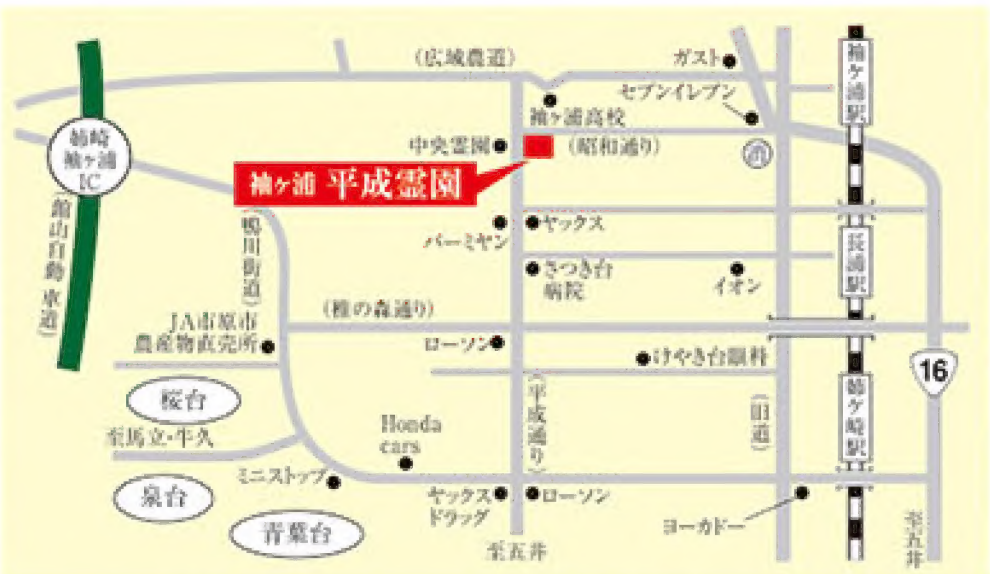 (広域農道)
ガスト
セブンイレブン
袖ヶ浦高校
(昭和通り)
中央霊園
袖ヶ浦 平成霊園
袖ヶ浦駅
姉崎
袖ヶ浦
IC
(館山自動車道)
(鴨川街道)
バーミヤン
ヤックス
さつき台
病院
イオン
長浦駅
(椎の森通り)
JA市原市
農産物直売所
ローソン
けやき台眼科
桜台
至馬立・牛久
泉台
青葉台
ミニストップ
Honda
cars
(平成通り)
(旧道)
姉ヶ崎駅
16
ヤックス
ドラッグ
ローソン
ヨーカドー
至五井
至五井